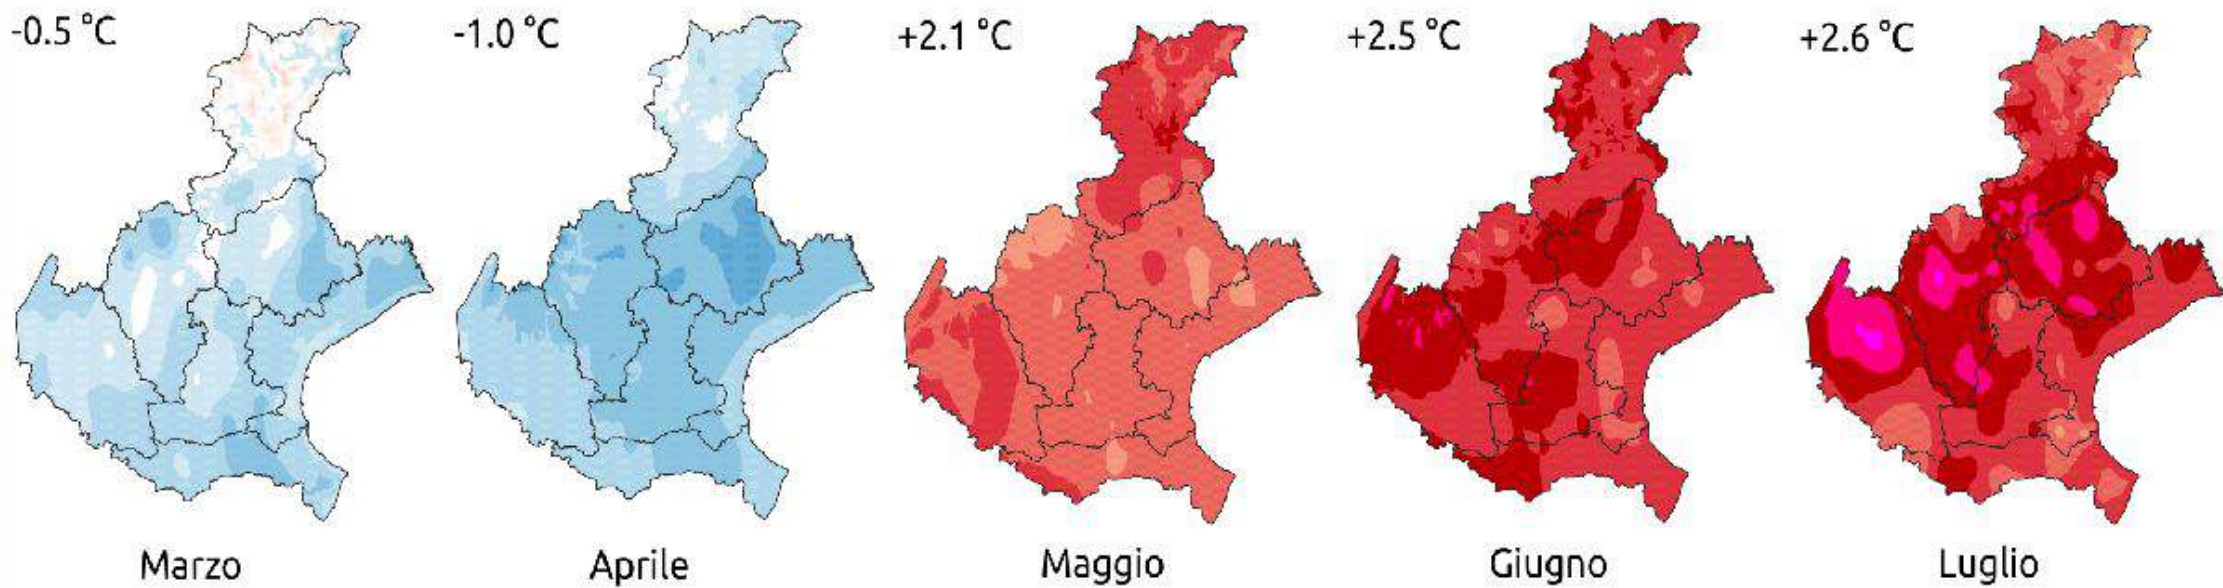 -0.5 °C
-1.0 °C
+2.1 °C
+2.5 °C
+2.6 °C
Marzo
Aprile
Maggio
Giugno
Luglio